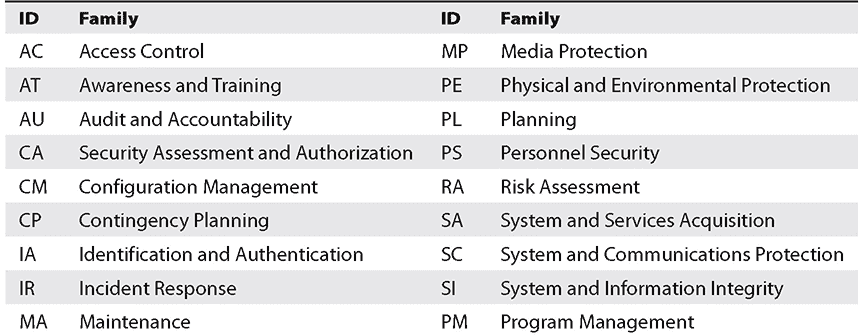 ID Family ID Family
AC Access Control MP Media Protection
AT Awareness and Training PE Physical and Environmental Protection
AU Audit and Accountability PL Planning
CA Security Assessment and Authorization PS Personnel Security
CM Configuration Management RA Risk Assessment
CP Contingency Planning SA System and Services Acquisition
IA Identification and Authentication SC System and Communications Protection
IR Incident Response SI System and Information Integrity
MA Maintenance PM Program Management